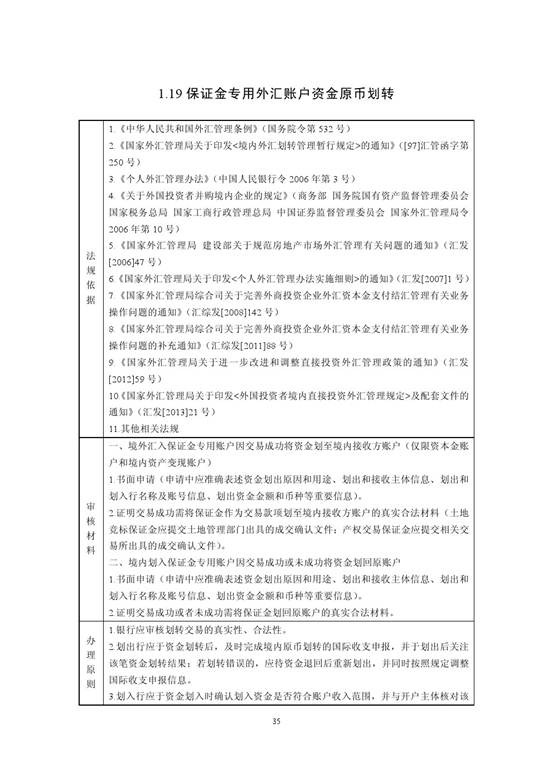 1.19 保证金专用外汇账户资金原币划转
法规依据
1.《中华人民共和国外汇管理条例》（国务院令第 532 号）
2.《国家外汇管理局关于印发<境内外汇划转管理暂行规定>的通知》（[97]汇管函字第
250 号）
3.《个人外汇管理办法》（中国人民银行令 2006 年第 3 号）
4.《关于外国投资者并购境内企业的规定》（商务部 国务院国有资产监督管理委员会
国家税务总局 国家工商行政管理总局 中国证券监督管理委员会 国家外汇管理局令
2006 年第 10 号）
5.《国家外汇管理局 建设部关于规范房地产市场外汇管理有关问题的通知》（汇发
[2006]47 号）
6.《国家外汇管理局关于印发<个人外汇管理办法实施细则>的通知》（汇发[2007]1 号）
7.《国家外汇管理局综合司关于完善外商投资企业外汇资本金支付结汇管理有关业务
操作问题的通知》（汇综发[2008]142 号）
8.《国家外汇管理局综合司关于完善外商投资企业外汇资本金支付结汇管理有关业务
操作问题的补充通知》（汇综发[2011]88 号）
9.《国家外汇管理局关于进一步改进和调整直接投资外汇管理政策的通知》（汇发
[2012]59 号）
10《国家外汇管理局关于印发<外国投资者境内直接投资外汇管理规定>及配套文件的
通知》（汇发[2013]21 号）
11.其他相关法规
审核材料
一、境外汇入保证金专用账户因交易成功将资金划至境内接收方账户（仅限资本金账
户和境内资产变现账户）
1.书面申请（申请中应准确表述资金划出原因和用途、划出和接收主体信息、划出和
划入行名称及账号信息、划出资金金额和币种等重要信息）。
2.证明交易成功需将保证金作为交易款项划至境内接收方账户的真实合法材料（土地
竞标保证金应提交土地管理部门出具的成交确认文件；产权交易保证金应提交相关交
易所出具的成交确认文件）。
二、境内划入保证金专用账户因交易成功或未成功将资金划回原账户
1.书面申请（申请中应准确表述资金划出原因和用途、划出和接收主体信息、划出和
划入行名称及账号信息、划出资金金额和币种等重要信息）。
2.证明交易成功或者未成功需将保证金划回原账户的真实合法材料。
办理原则
1.银行应审核划转交易的真实性、合法性。
2.划出行应于资金划转后，及时完成境内原币划转的国际收支申报，并于划出后关注
该笔资金划转结果；若划转错误的，应待资金退回后重新划出，并同时按照规定调整
国际收支申报信息。
3.划入行应于资金划入时确认划入资金是否符合账户收入范围，并与开户主体核对该
35